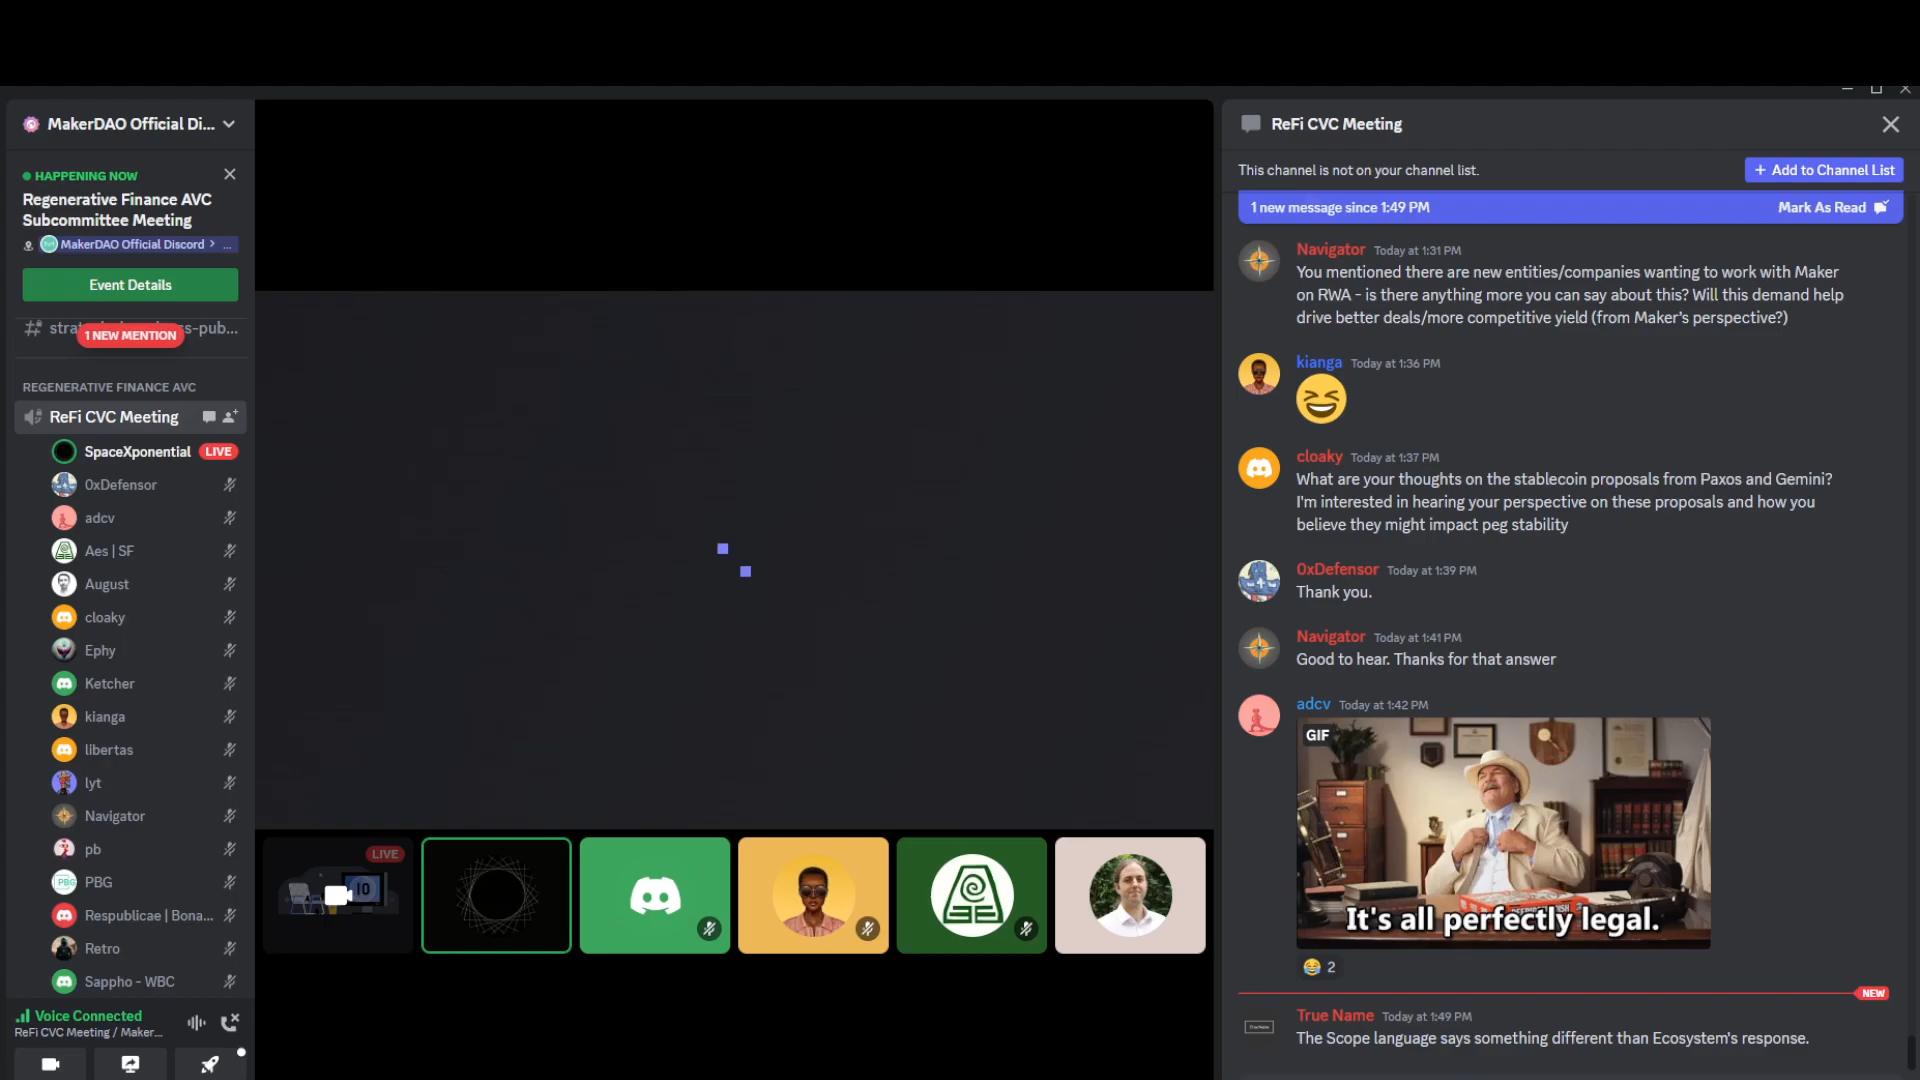 MakerDAO Official Di...
HAPPENING NOW
Regenerative Finance AVC
Subcommittee Meeting
MakerDAO Official Discord > ...
Event Details
1 NEW MENTION
REGENERATIVE FINANCE AVC
ReFi CVC Meeting
SpaceXponential LIVE
0xDefensor
adcv
Aes | SF
August
cloaky
Ephy
Ketcher
kianga
libertas
lyt
Navigator
pb
PBG
PBG
Respublicae | Bona...
Retro
Sappho - WBC
Voice Connected
ReFi CVC Meeting / Maker...
LIVE
10
ReFi CVC Meeting
This channel is not on your channel list.
+ Add to Channel List
1 new message since 1:49 PM
Mark As Read
Navigator Today at 1:31 PM
You mentioned there are new entities/companies wanting to work with Maker
on RWA - is there anything more you can say about this? Will this demand help
drive better deals/more competitive yield (from Maker's perspective?)
kianga Today at 1:36 PM
cloaky Today at 1:37 PM
What are your thoughts on the stablecoin proposals from Paxos and Gemini?
I'm interested in hearing your perspective on these proposals and how you
believe they might impact peg stability
0xDefensor Today at 1:39 PM
Thank you.
Navigator Today at 1:41 PM
Good to hear. Thanks for that answer
adcv Today at 1:42 PM
GIF
It's all perfectly legal.
2
NEW
True Name Today at 1:49 PM
The Scope language says something different than Ecosystem's response.